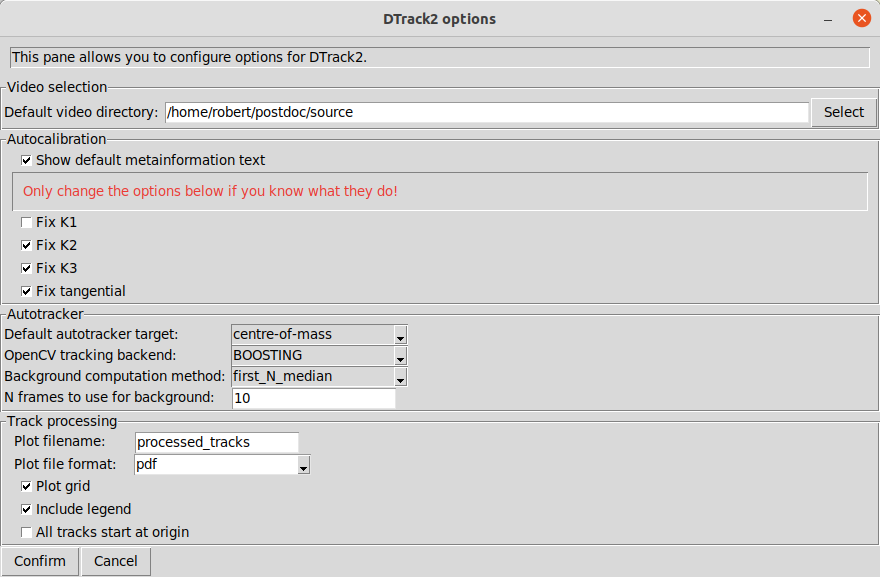 DTrack2 options
This pane allows you to configure options for DTrack2.
Video selection
Default video directory: /home/robert/postdoc/source Select
Autocalibration
Show default metainformation text
Only change the options below if you know what they do!
Fix K1
Fix K2
Fix K3
Fix tangential
Autotracker
Default autotracker target: centre-of-mass
OpenCV tracking backend: BOOSTING
Background computation method: first_N_median
N frames to use for background: 10
Track processing
Plot filename: processed_tracks
Plot file format: pdf
Plot grid
Include legend
All tracks start at origin
Confirm Cancel